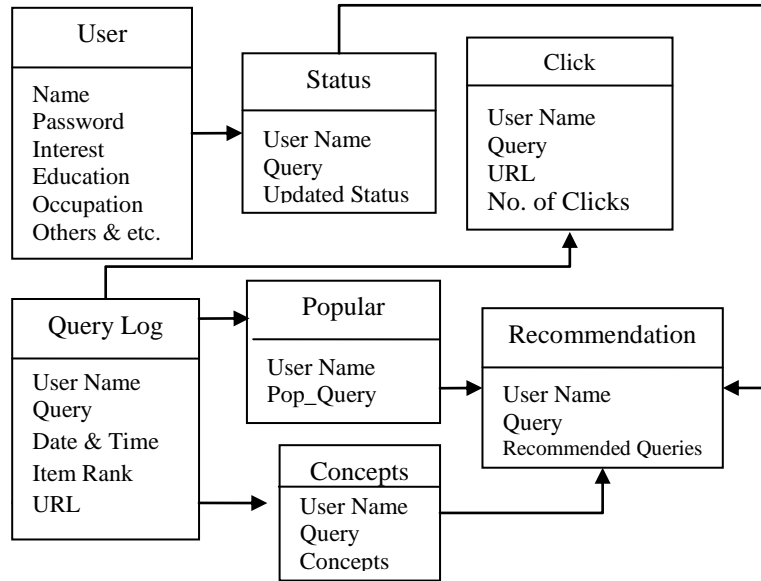 User
Name
Password
Interest
Education
Occupation
Others & etc.
Status
User Name
Query
Updated Status
Click
User Name
Query
URL
No. of Clicks
Query Log
User Name
Query
Date & Time
Item Rank
URL
Popular
User Name
Pop_Query
Concepts
User Name
Query
Concepts
Recommendation
User Name
Query
Recommended Queries